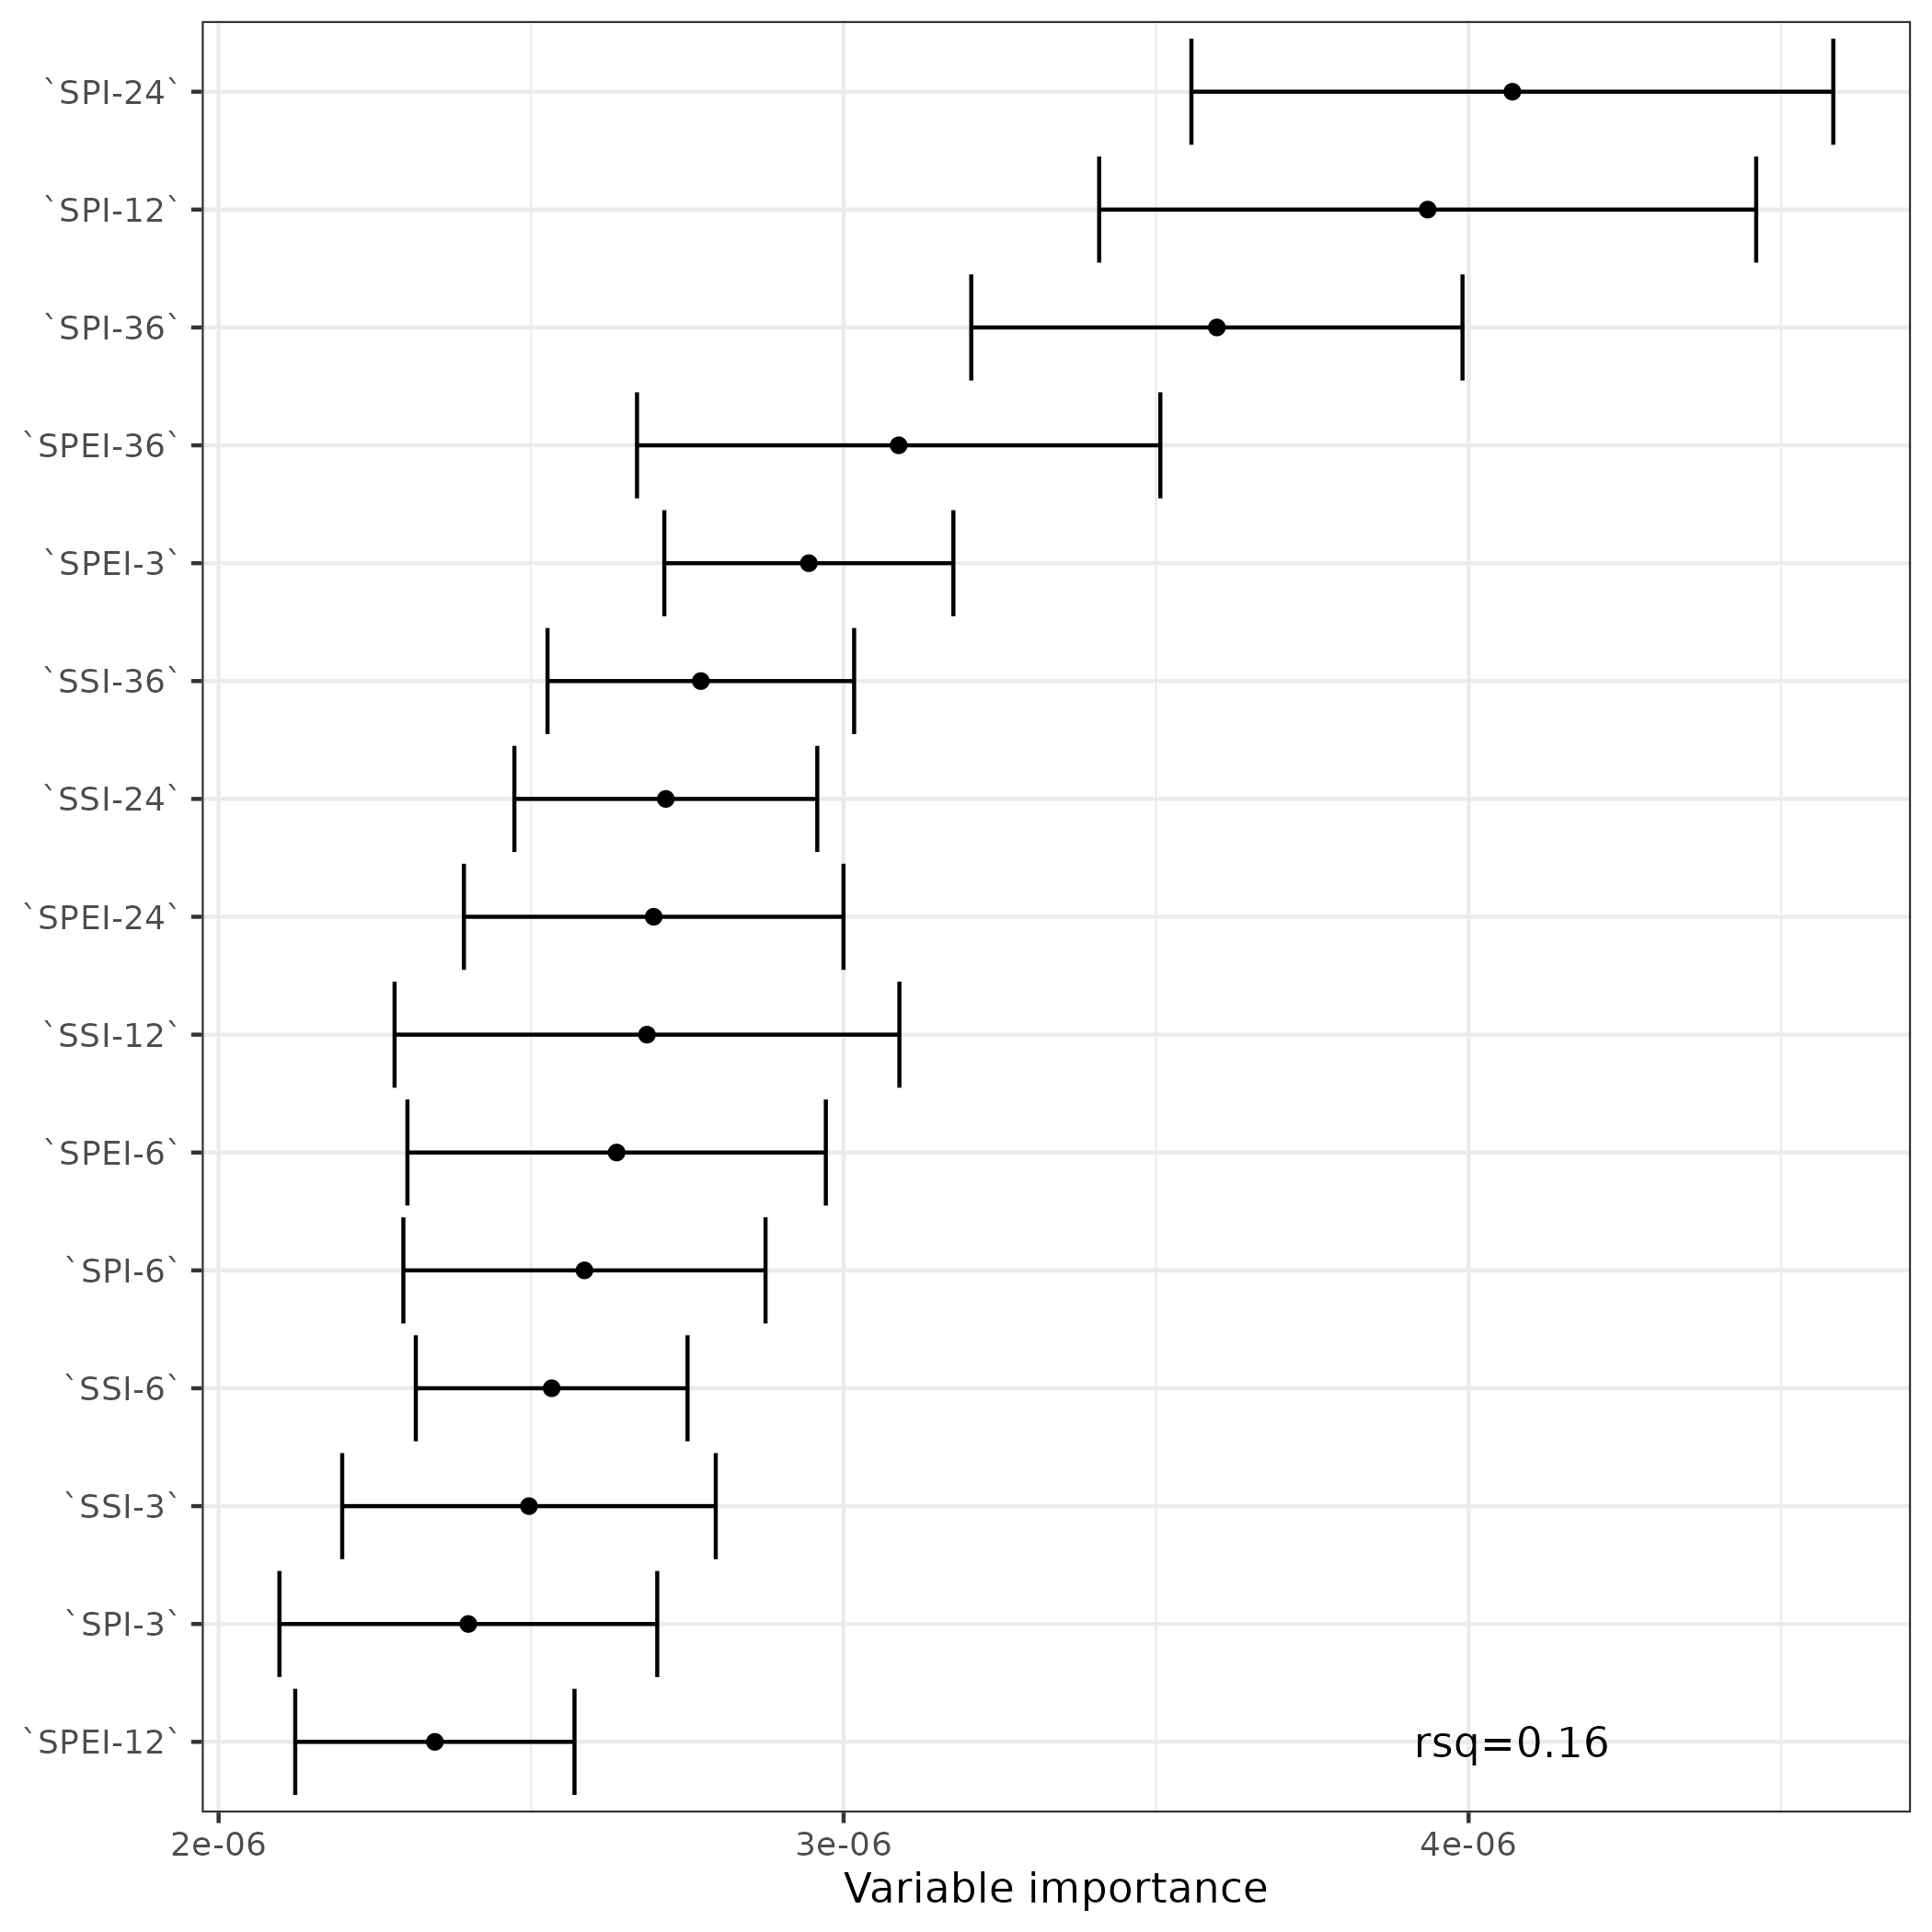 `SPI-24`
`SPI-12`
`SPI-36`
`SPEI-36`
`SPEI-3`
`SSI-36`
`SSI-24`
`SPEI-24`
`SSI-12`
`SPEI-6`
`SPI-6`
`SSI-6`
`SSI-3`
`SPI-3`
`SPEI-12`
rsq=0.16
2e-06 3e-06 4e-06
Variable importance